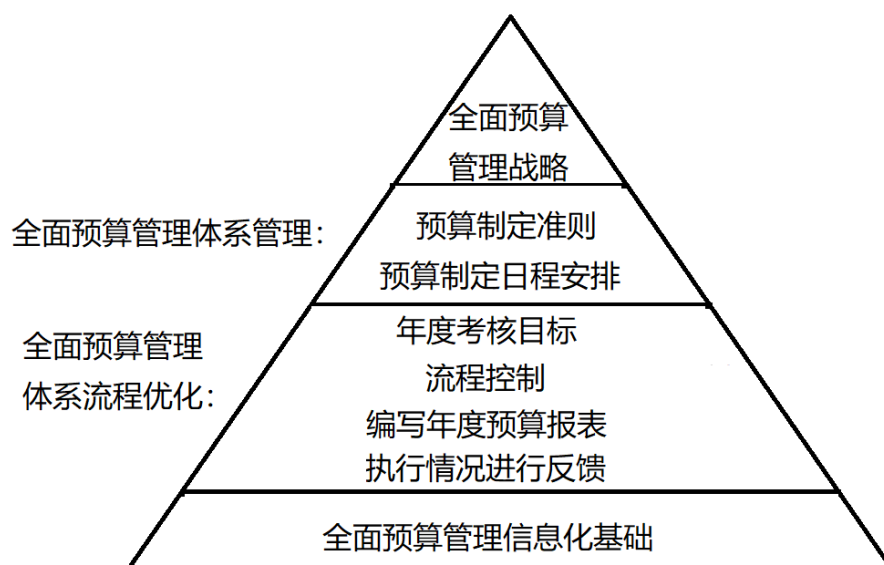 全面预算
管理战略
全面预算管理体系管理：
预算制定准则
预算制定日程安排
全面预算管理
体系流程优化：
年度考核目标
流程控制
编写年度预算报表
执行情况进行反馈
全面预算管理信息化基础